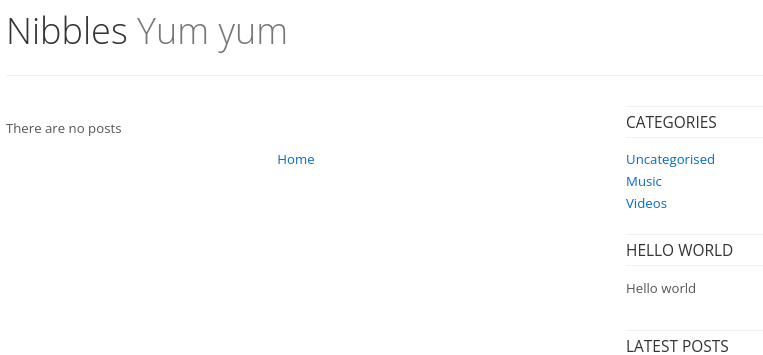 Nibbles Yum yum
There are no posts
Home
CATEGORIES
Uncategorised
Music
Videos
HELLO WORLD
Hello world
LATEST POSTS